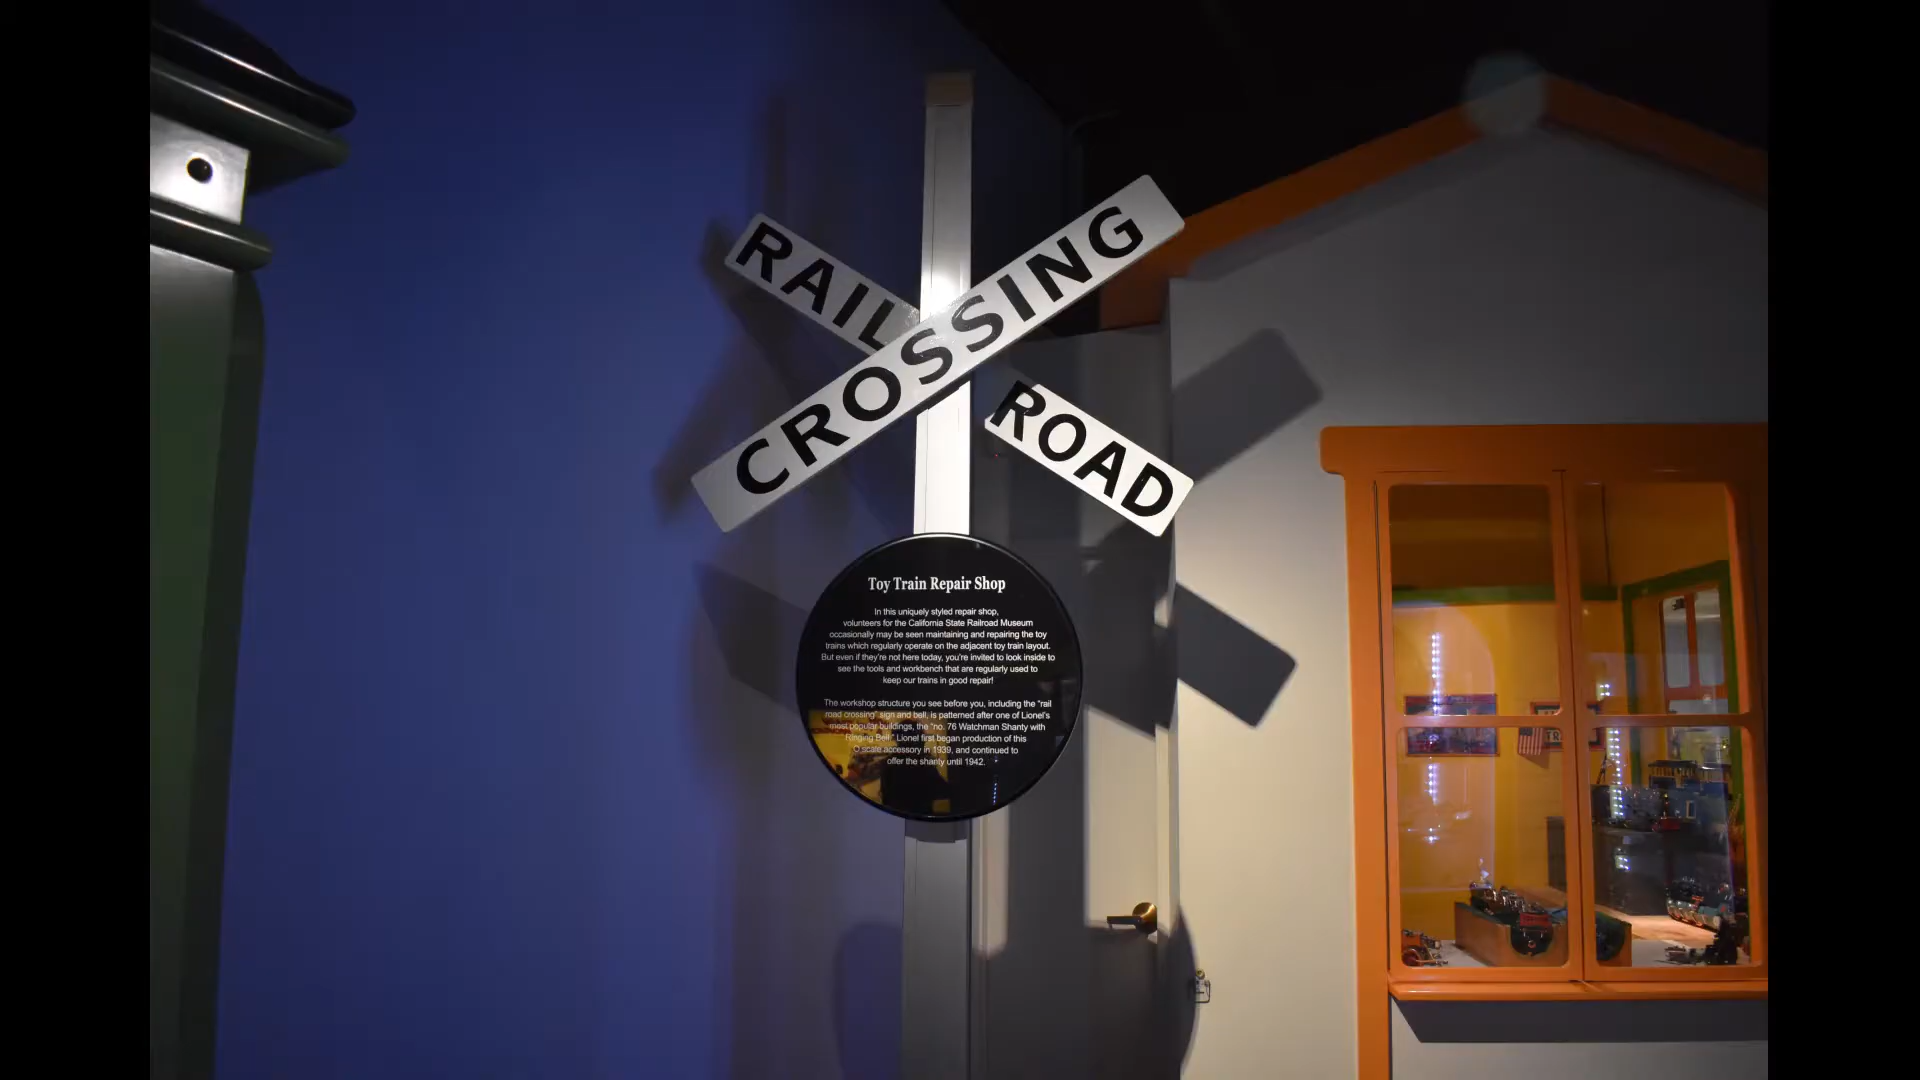 RAIL ROAD
CROSSING
Toy Train Repair Shop
In this uniquely styled repair shop,
volunteers for the California State Railroad Museum
occasionally may be seen maintaining and repairing the toy
trains which regularly operate on the adjacent toy train layout.
But even if they're not here today, you're invited to look inside to
see the tools and workbench that are regularly used to
keep our trains in good repair!
The workshop structure you see before you, including the "rail
road crossing" sign and bell, is patterned after one of Lionel's
most popular buildings, the "no. 76 Watchman Shanty with
Ringing Bell." Lionel first began production of this
O scale accessory in 1939, and continued to
offer the shanty until 1942.